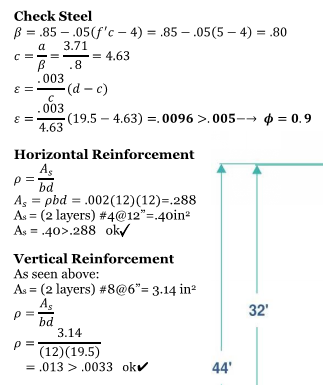 Check Steel
β = .85 − .05(f′c − 4) = .85 − .05(5 − 4) = .80
c = a/β = 3.71/.8 = 4.63
ε = .003/c (d − c)
ε = .003/4.63 (19.5 − 4.63) =. 0096 >. 005−→ ϕ = 0.9
Horizontal Reinforcement
ρ = As/bd
As = ρbd = .002(12)(12)=.288
As = (2 layers) #4@12”=.40in²
As = .40>.288 ok✓
Vertical Reinforcement
As seen above:
As = (2 layers) #8@6”= 3.14 in²
ρ = As/bd
ρ = 3.14/(12)(19.5)
= .013 > .0033 ok✓
32'
44'